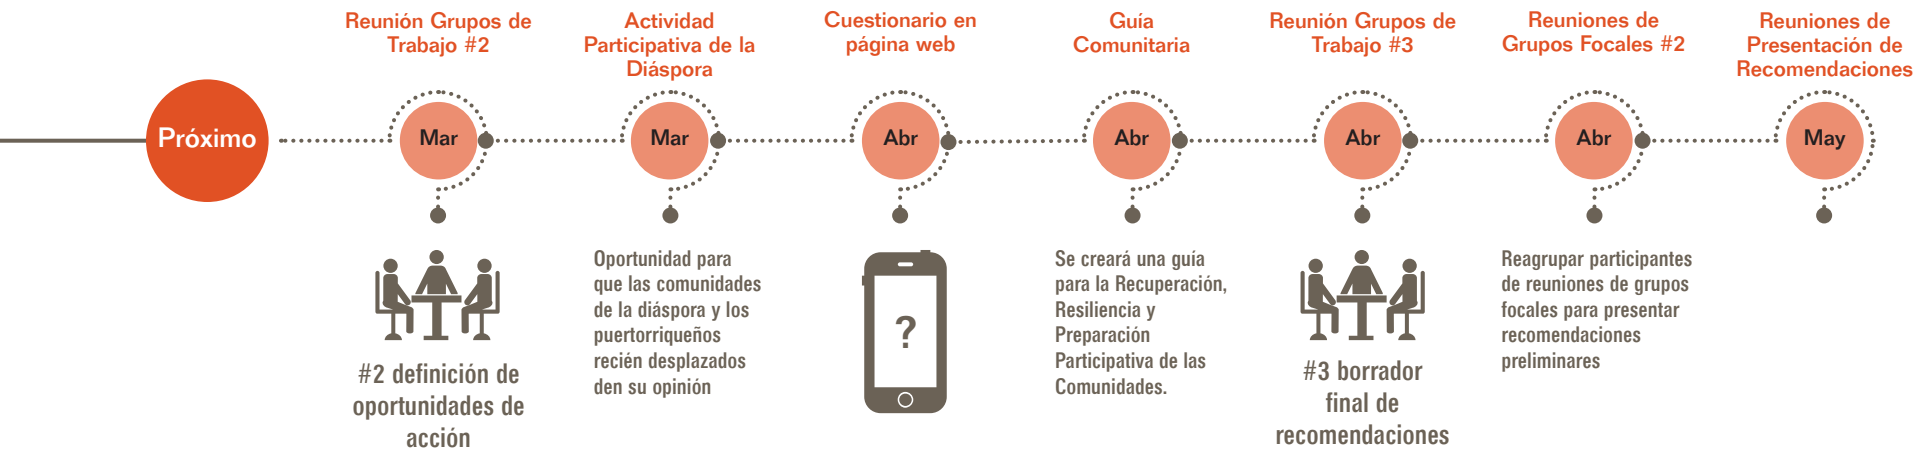 Próximo
Reunión Grupos de
Trabajo #2
Mar
#2 definición de
oportunidades de
acción
Actividad
Participativa de la
Diáspora
Mar
Oportunidad para
que las comunidades
de la diáspora y los
puertorriqueños
recién desplazados
den su opinión
Cuestionario en
página web
Abr
?
Guía
Comunitaria
Abr
Se creará una guía
para la Recuperación,
Resiliencia y
Preparación
Participativa de las
Comunidades.
Reunión Grupos de
Trabajo #3
Abr
#3 borrador
final de
recomendaciones
Reuniones de
Grupos Focales #2
Abr
Reagrupar participantes
de reuniones de grupos
focales para presentar
recomendaciones
preliminares
Reuniones de
Presentación de
Recomendaciones
May